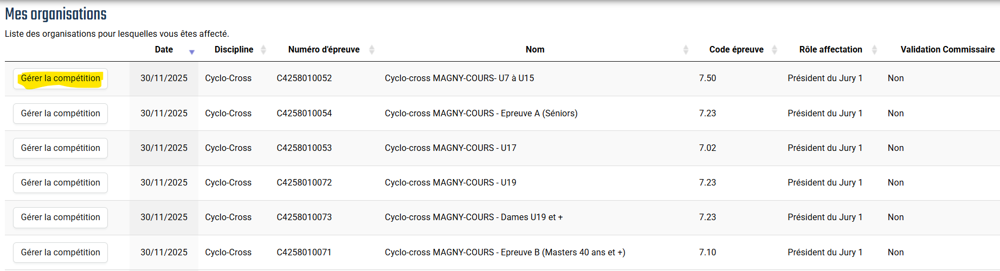 Mes organisations
Liste des organisations pour lesquelles vous êtes affecté.
Date Discipline Numéro d'épreuve Nom Code épreuve Rôle affectation Validation Commissaire
Gérer la compétition 30/11/2025 Cyclo-Cross C4258010052 Cyclo-cross MAGNY-COURS- U7 à U15 7.50 Président du Jury 1 Non
Gérer la compétition 30/11/2025 Cyclo-Cross C4258010054 Cyclo-cross MAGNY-COURS - Epreuve A (Séniors) 7.23 Président du Jury 1 Non
Gérer la compétition 30/11/2025 Cyclo-Cross C4258010053 Cyclo-cross MAGNY-COURS - U17 7.02 Président du Jury 1 Non
Gérer la compétition 30/11/2025 Cyclo-Cross C4258010072 Cyclo-cross MAGNY-COURS - U19 7.23 Président du Jury 1 Non
Gérer la compétition 30/11/2025 Cyclo-Cross C4258010073 Cyclo-cross MAGNY-COURS - Dames U19 et + 7.23 Président du Jury 1 Non
Gérer la compétition 30/11/2025 Cyclo-Cross C4258010071 Cyclo-cross MAGNY-COURS - Epreuve B (Masters 40 ans et +) 7.10 Président du Jury 1 Non